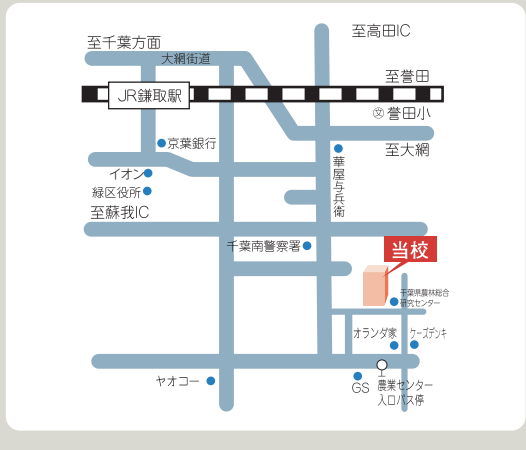 至高田IC
至千葉方面
大網街道
至誉田
JR鎌取駅
文 誉田小
京葉銀行
至大網
華屋与兵衛
イオン
緑区役所
至蘇我IC
千葉南警察署
当校
千葉県農林総合
研究センター
オランダ家
ケーズデンキ
ヤオコー
GS
農業センター
入口バス停